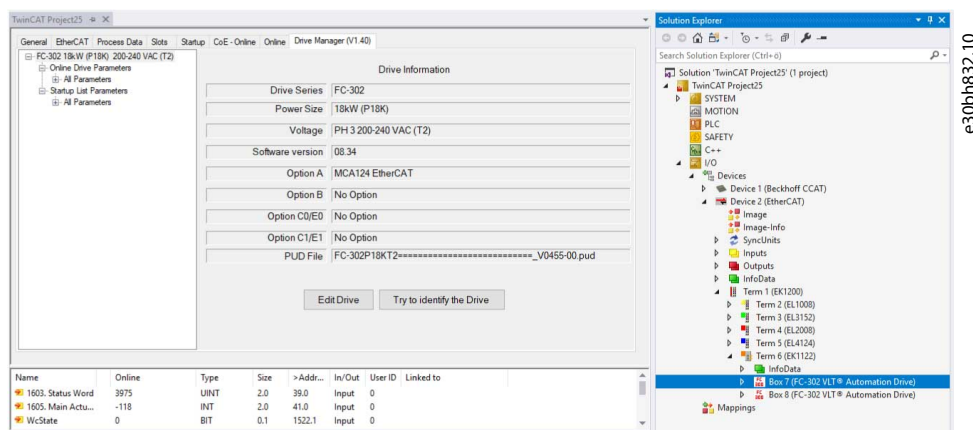 TwinCAT Project25
General EtherCAT Process Data Slots Startup CoE - Online Online Drive Manager (V1.40)
FC-302 18kW (P18K) 200-240 VAC (T2)
Online Drive Parameters
All Parameters
Startup List Parameters
All Parameters
Drive Information
Drive Series FC-302
Power Size 18kW (P18K)
Voltage PH 3 200-240 VAC (T2)
Software version 08.34
Option A MCA124 EtherCAT
Option B No Option
Option C0/E0 No Option
Option C1/E1 No Option
PUD File FC-302P18KT2============================_V0455-00.pud
Edit Drive Try to identify the Drive
Name Online Type Size >Addr... In/Out User ID Linked to
1603. Status Word 3975 UINT 2.0 39.0 Input 0
1605. Main Actu... -118 INT 2.0 41.0 Input 0
WcState 0 BIT 0.1 1522.1 Input 0
Solution Explorer
Search Solution Explorer (Ctrl+ö)
Solution 'TwinCAT Project25' (1 project)
TwinCAT Project25
SYSTEM
MOTION
PLC
SAFETY
C++
I/O
Devices
Device 1 (Beckhoff CCAT)
Device 2 (EtherCAT)
Image
Image-Info
SyncUnits
Inputs
Outputs
InfoData
Term 1 (EK1200)
Term 2 (EL1008)
Term 3 (EL3152)
Term 4 (EL2008)
Term 5 (EL4124)
Term 6 (EK1122)
InfoData
Box 7 (FC-302 VLT® Automation Drive)
Box 8 (FC-302 VLT® Automation Drive)
Mappings
e30bh832.10